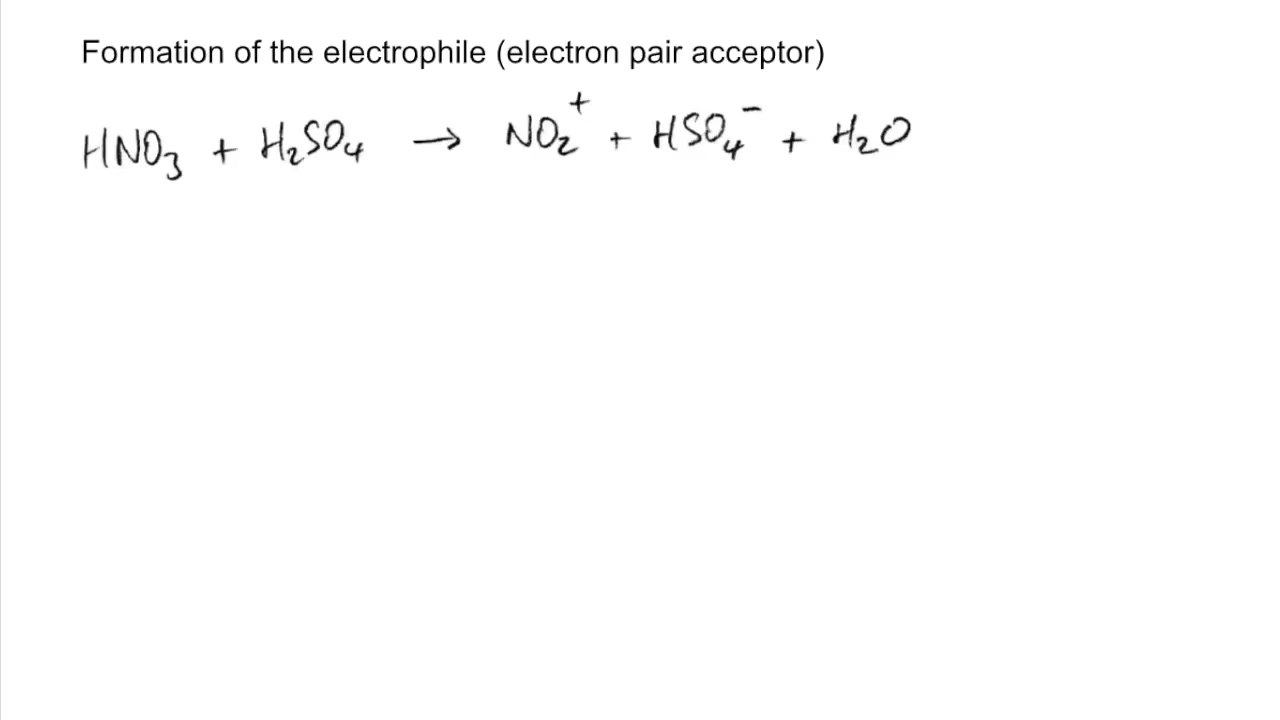 Formation of the electrophile (electron pair acceptor)
HNO₃ + H₂SO₄ → NO₂⁺ + HSO₄⁻ + H₂O